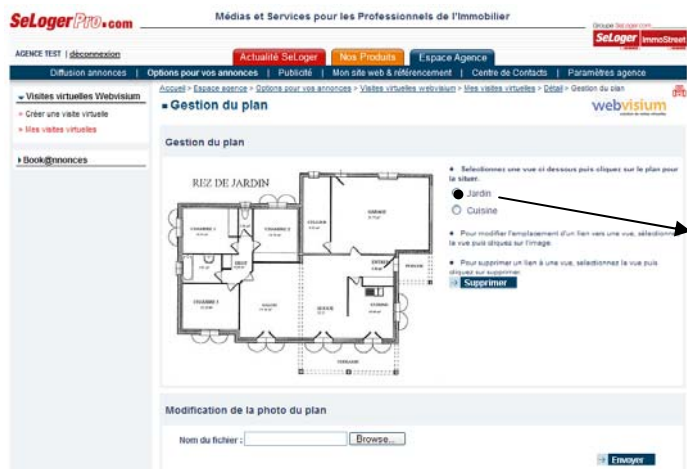 SeLogerPro.com
Médias et Services pour les Professionnels de l'Immobilier
Groupe SeLoger.com
SeLoger ImmoStreet
AGENCE TEST | déconnexion
Actualité SeLoger Nos Produits Espace Agence
Diffusion annonces | Options pour vos annonces | Publicité | Mon site web & référencement | Centre de Contacts | Paramètres agence
Visites virtuelles Webvisium
Créer une visite virtuelle
Mes visites virtuelles
Book@nnonces
Accueil > Espace agence > Options pour vos annonces > Visites virtuelles webvisium > Mes visites virtuelles > Détail > Gestion du plan
Gestion du plan
webvisium
Gestion du plan
REZ DE JARDIN
CHAMBRE 1
CHAMBRE 2
CELLIER
GARAGE
ENTREE
CHAMBRE 3
SALON
SEJOUR
CUISINE
Selectionnez une vue ci dessous puis cliquez sur le plan pour
la situer.
Jardin
Cuisine
Pour modifier l'emplacement d'un lien vers une vue, sélectionnez
la vue puis cliquez sur l'image.
Pour supprimer un lien à une vue, selectionnez la vue puis
cliquez sur supprimer.
Supprimer
Modification de la photo du plan
Nom du fichier :
Browse...
Envoyer